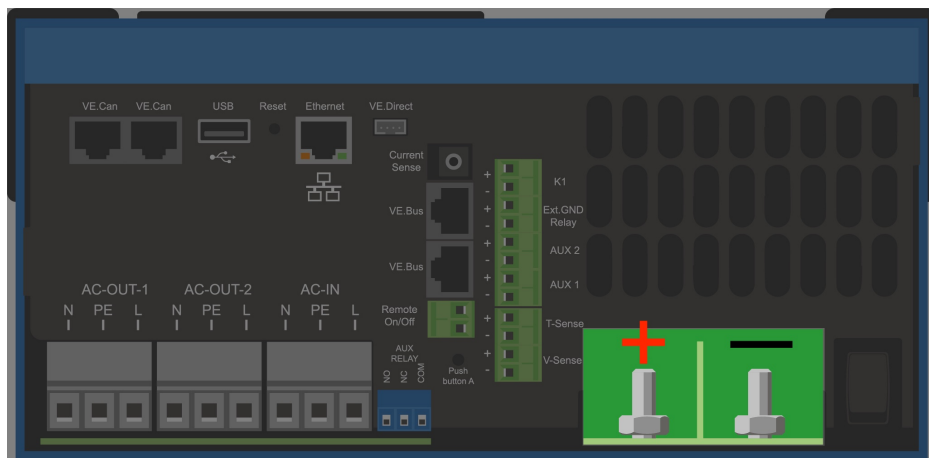 VE.Can VE.Can USB Reset Ethernet VE.Direct
Current
Sense
VE.Bus
VE.Bus
Remote
On/Off
+ K1
-
+ Ext.GND
- Relay
+ AUX 2
-
+ AUX 1
-
+ T-Sense
-
+ V-Sense
-
AC-OUT-1 AC-OUT-2 AC-IN
N PE L N PE L N PE L
AUX
RELAY
NO NC COM
Push
button A
+ -